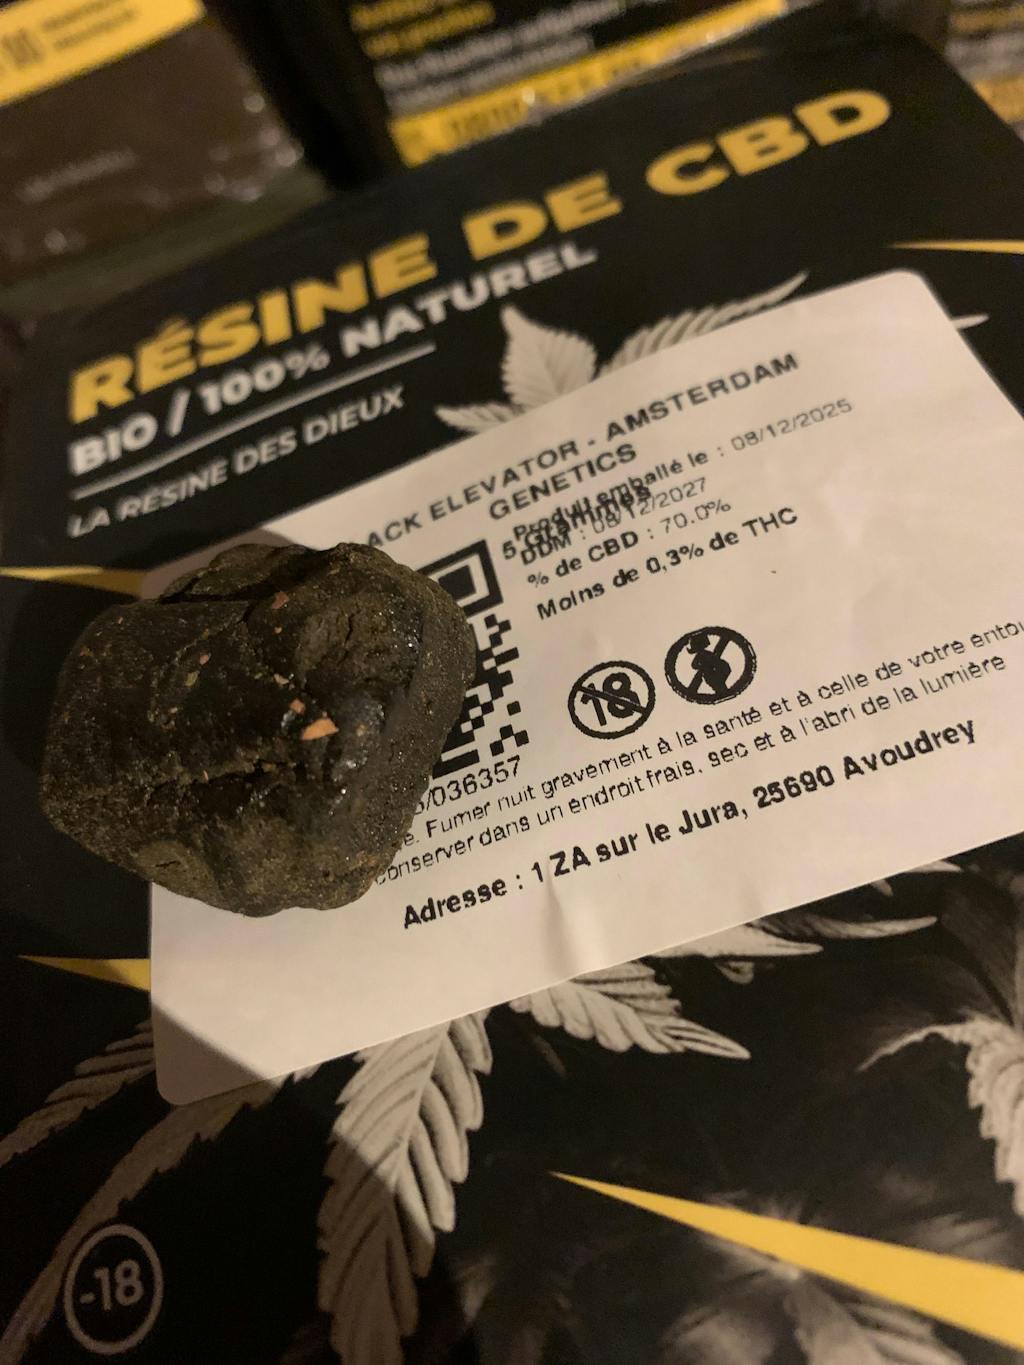 RÉSINE DE CBD
BIO / 100% NATUREL
LA RÉSINE DES DIEUX
ACK ELEVATOR - AMSTERDAM
GENETICS
Produit emballé le : 08/12/2025
5 Grammes
DDM : 08/12/2027
% de CBD : 70.0%
Moins de 0,3% de THC
18
/036357
e. Fumer nuit gravement à la santé et à celle de votre entou
conserver dans un endroit frais, sec et à l'abri de la lumière
Adresse : 1 ZA sur le Jura, 25690 Avoudrey
-18